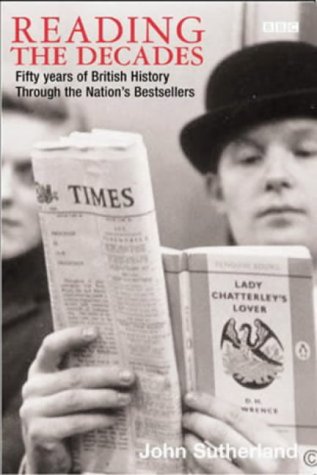 READING
THE DECADES
BBC
Fifty years of British History
Through the Nation's Bestsellers
TIMES
PENGUIN BOOKS
LADY
CHATTERLEY'S
LOVER
D. H.
WRENCE
John Sutherland
©